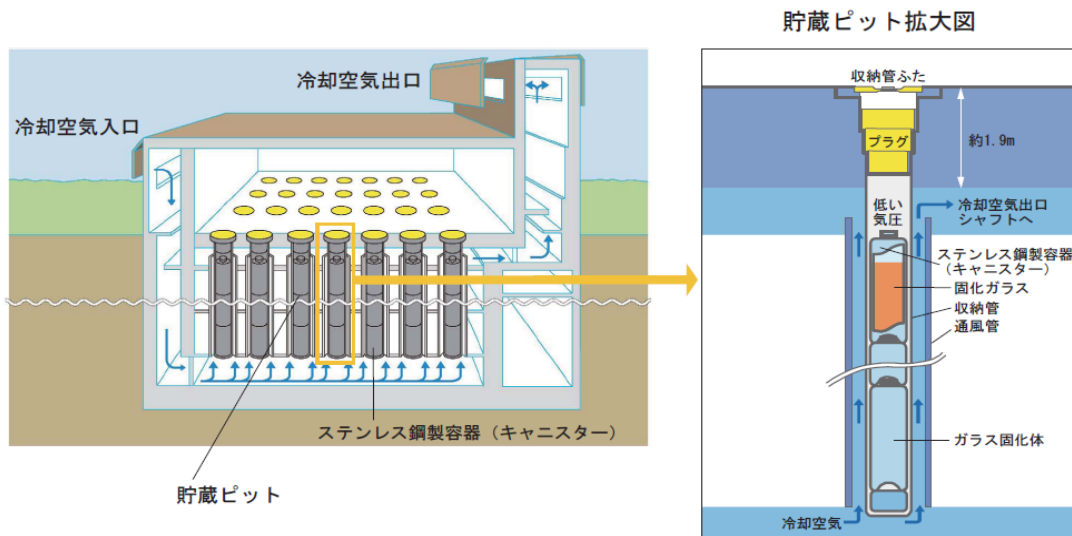 貯蔵ピット拡大図
冷却空気出口
冷却空気入口
ステンレス鋼製容器（キャニスター）
貯蔵ピット
収納管ふた
プラグ
約1.9m
低い
気圧
冷却空気出口
シャフトへ
ステンレス鋼製容器
（キャニスター）
固化ガラス
収納管
通風管
ガラス固化体
冷却空気